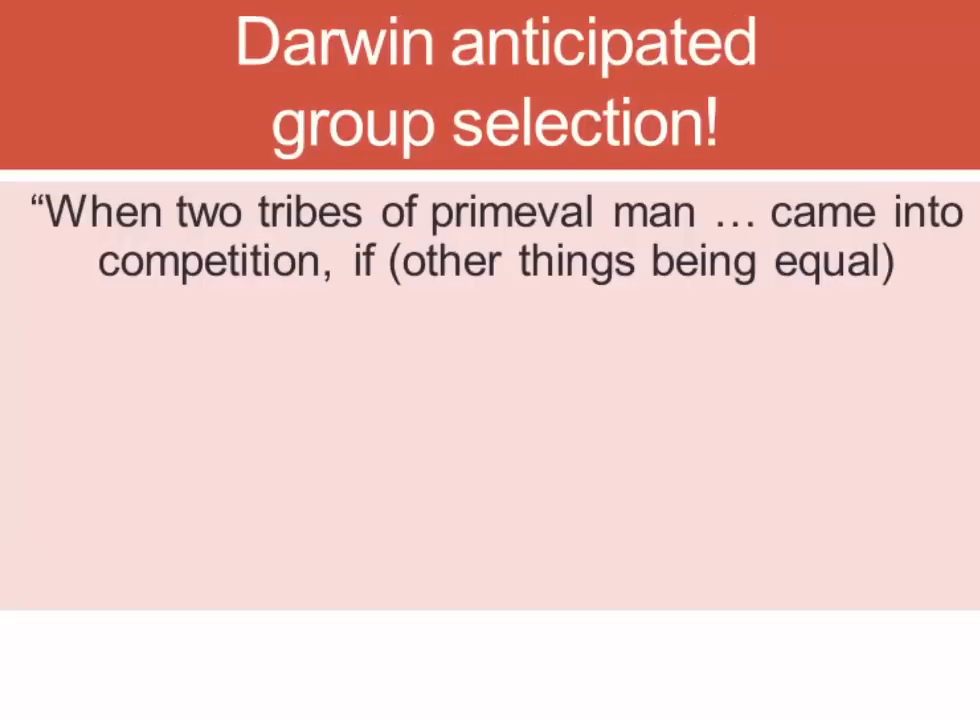 Darwin anticipated
group selection!
“When two tribes of primeval man … came into
competition, if (other things being equal)